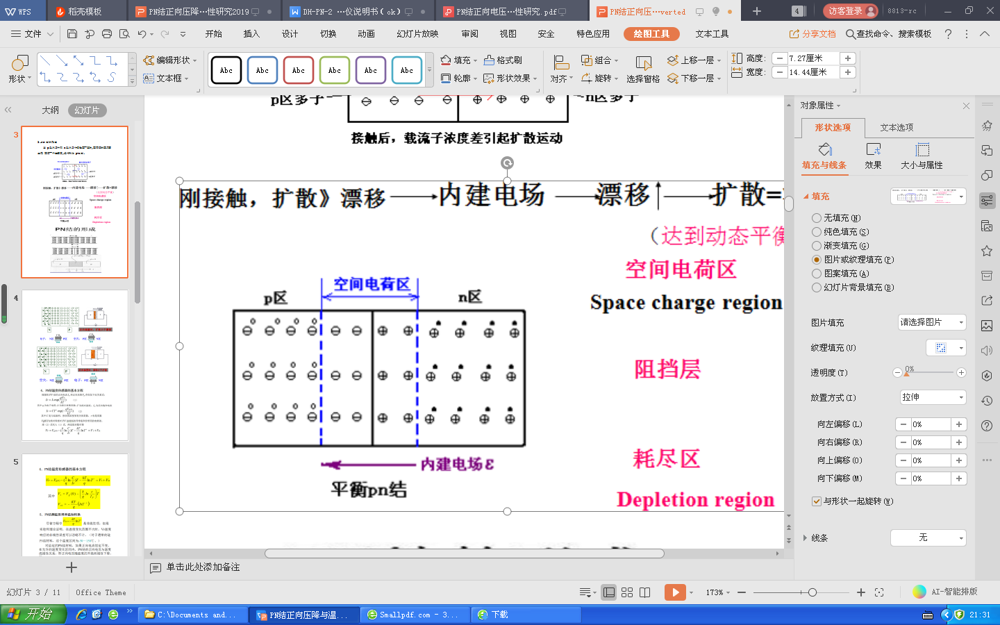 WPS 稻壳模板 PN结正向压降…性研究2019 DH-PN-2 …仪说明书(ok) PN结正向电压…性研究.pdf PN结正向压…verted 4 访客登录 8813-rc
文件 开始 插入 设计 切换 动画 幻灯片放映 审阅 视图 安全 特色应用 绘图工具 文本工具 分享文档 查找命令、搜索模板
形状 编辑形状 文本框 Abc Abc Abc Abc Abc Abc 填充 轮廓 格式刷 形状效果 对齐 组合 旋转 选择窗格 上移一层 下移一层 高度: 7.27厘米 宽度: 14.44厘米
大纲 幻灯片
3
4
5
p区多子 n区多子
接触后，载流子浓度差引起扩散运动
刚接触，扩散》漂移 内建电场 漂移 扩散=
（达到动态平衡
空间电荷区
Space charge region
阻挡层
耗尽区
Depletion region
空间电荷区
p区 n区
内建电场ε
平衡pn结
PN结的形成
4、PN结温度传感器的基本方程
对象属性
形状选项 文本选项
填充与线条 效果 大小与属性
填充
无填充(N)
纯色填充(S)
渐变填充(G)
图片或纹理填充(P)
图案填充(A)
幻灯片背景填充(B)
图片填充 请选择图片
纹理填充(U)
透明度(T) 0%
放置方式(I) 拉伸
向左偏移(L) 0%
向右偏移(R) 0%
向上偏移(O) 0%
向下偏移(M) 0%
与形状一起旋转(W)
线条 无
单击此处添加备注
幻灯片 3 / 11 Office Theme 173% AI-智能排版
开始 C:\Documents and... PN结正向压降与温... Smallpdf.com - 3... 下载 21:31